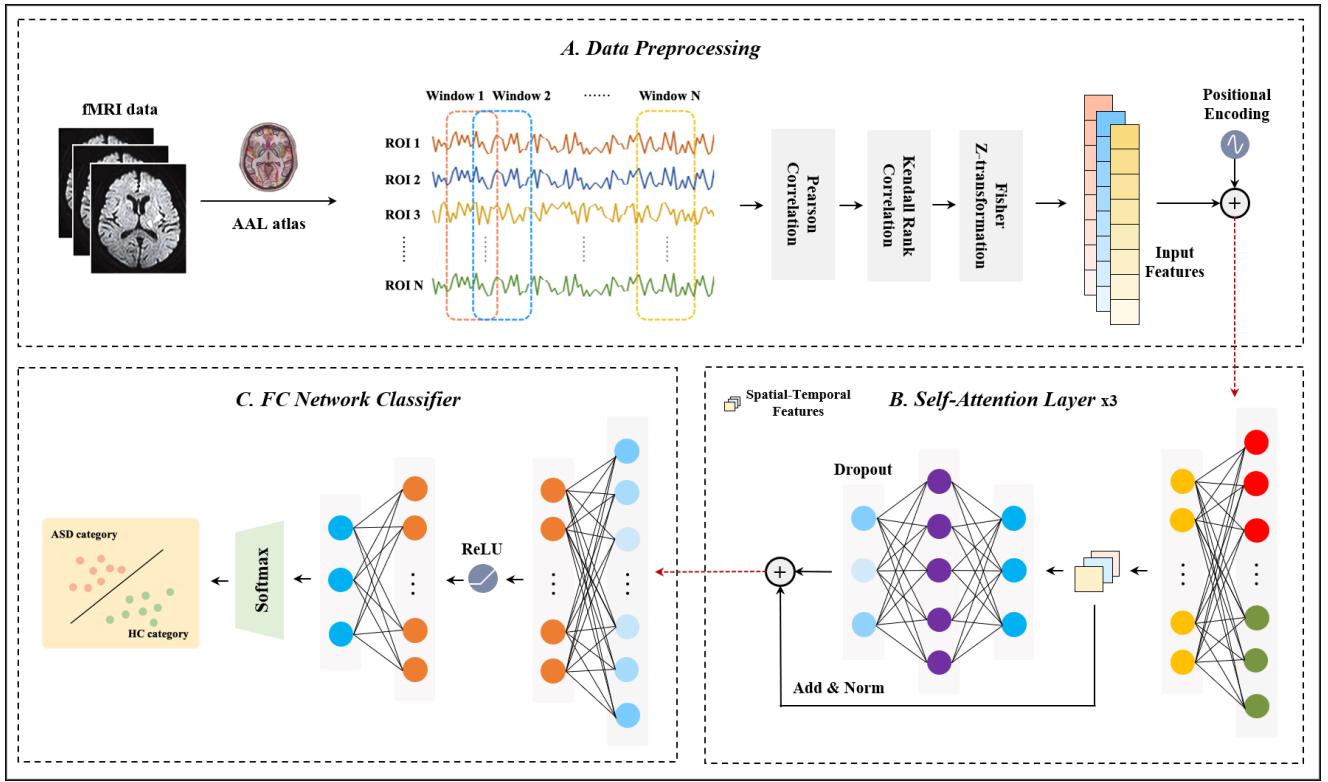 A. Data Preprocessing
fMRI data
AAL atlas
Window 1 Window 2 ······ Window N
ROI 1
ROI 2
ROI 3
ROI N
Pearson
Correlation
Kendall Rank
Correlation
Fisher
Z-transformation
Input
Features
Positional
Encoding
C. FC Network Classifier
ASD category
HC category
Softmax
ReLU
B. Self-Attention Layer x3
Spatial-Temporal
Features
Dropout
Add & Norm